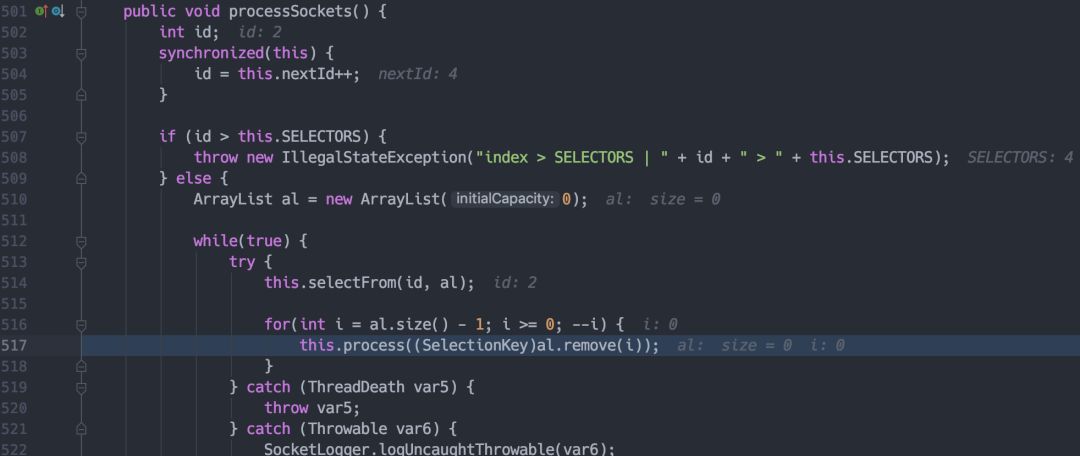 501 public void processSockets() {
502 int id; id: 2
503 synchronized(this) {
504 id = this.nextId++; nextId: 4
505 }
506
507 if (id > this.SELECTORS) {
508 throw new IllegalStateException("index > SELECTORS | " + id + " > " + this.SELECTORS); SELECTORS: 4
509 } else {
510 ArrayList al = new ArrayList( initialCapacity: 0); al: size = 0
511
512 while(true) {
513 try {
514 this.selectFrom(id, al); id: 2
515
516 for(int i = al.size() - 1; i >= 0; --i) { i: 0
517 this.process((SelectionKey)al.remove(i)); al: size = 0 i: 0
518 }
519 } catch (ThreadDeath var5) {
520 throw var5;
521 } catch (Throwable var6) {
522 SocketLogger.logUncaughtThrowable(var6);